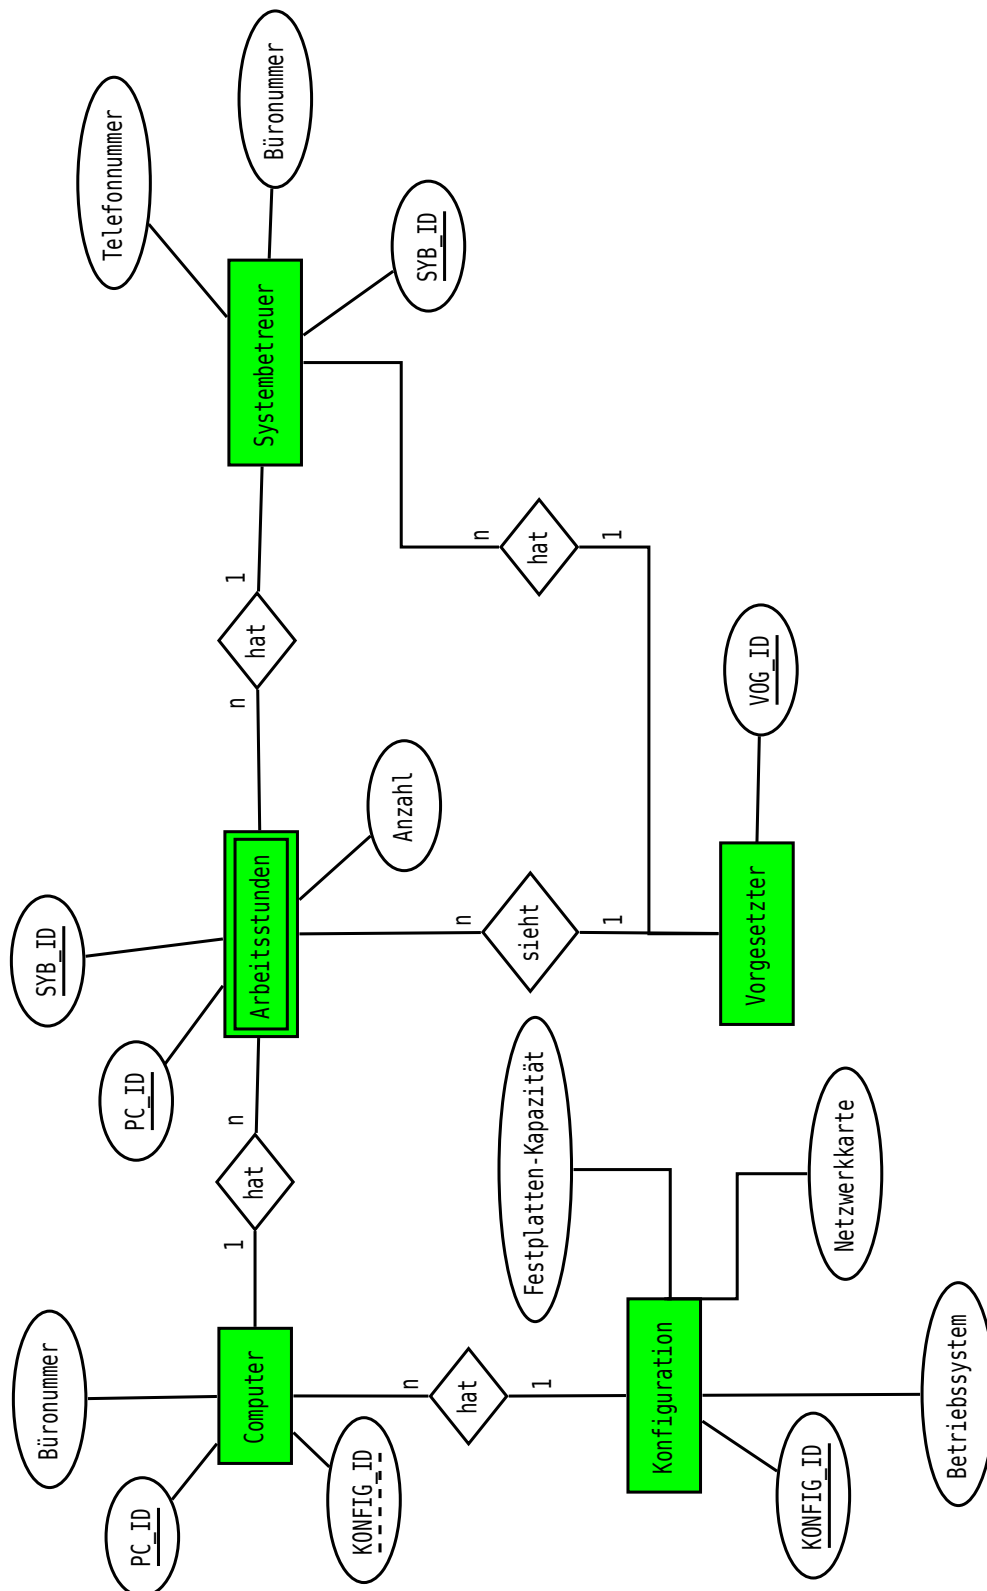 Büronummer
SYB_ID
PC_ID
PC_ID
Telefonnummer
1
n
n
1
Computer
hat
Arbeitsstunden
hat
Systembetreuer
Büronummer
KONFIG_ID
Anzahl
SYB_ID
n
n
n
hat
Festplatten-Kapazität
sieht
hat
1
1
1
Konfiguration
Vorgesetzter
VOG_ID
KONFIG_ID
Netzwerkkarte
Betriebssystem